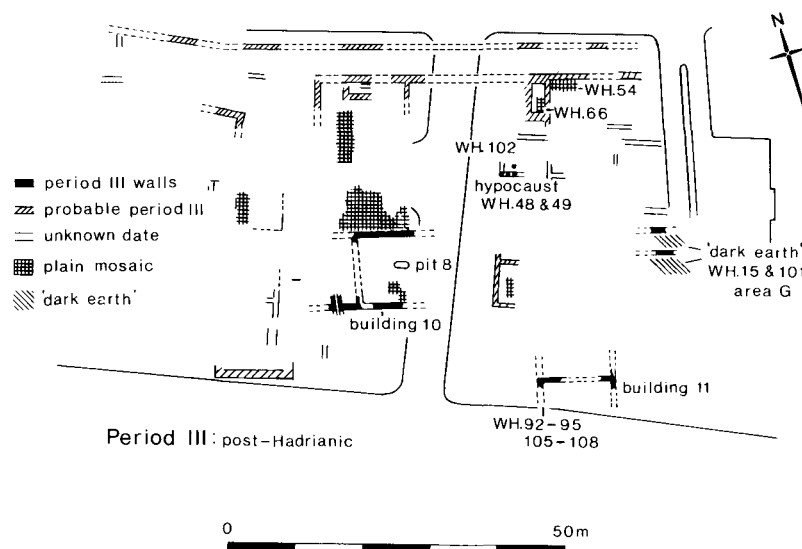 N
WH.54
WH.66
WH.102
hypocaust
WH.48 & 49
period III walls
probable period III
unknown date
plain mosaic
'dark earth'
T
'dark earth'
WH.15 & 101
area G
pit 8
building 10
building 11
WH.92-95
105-108
Period III: post-Hadrianic
0
50m